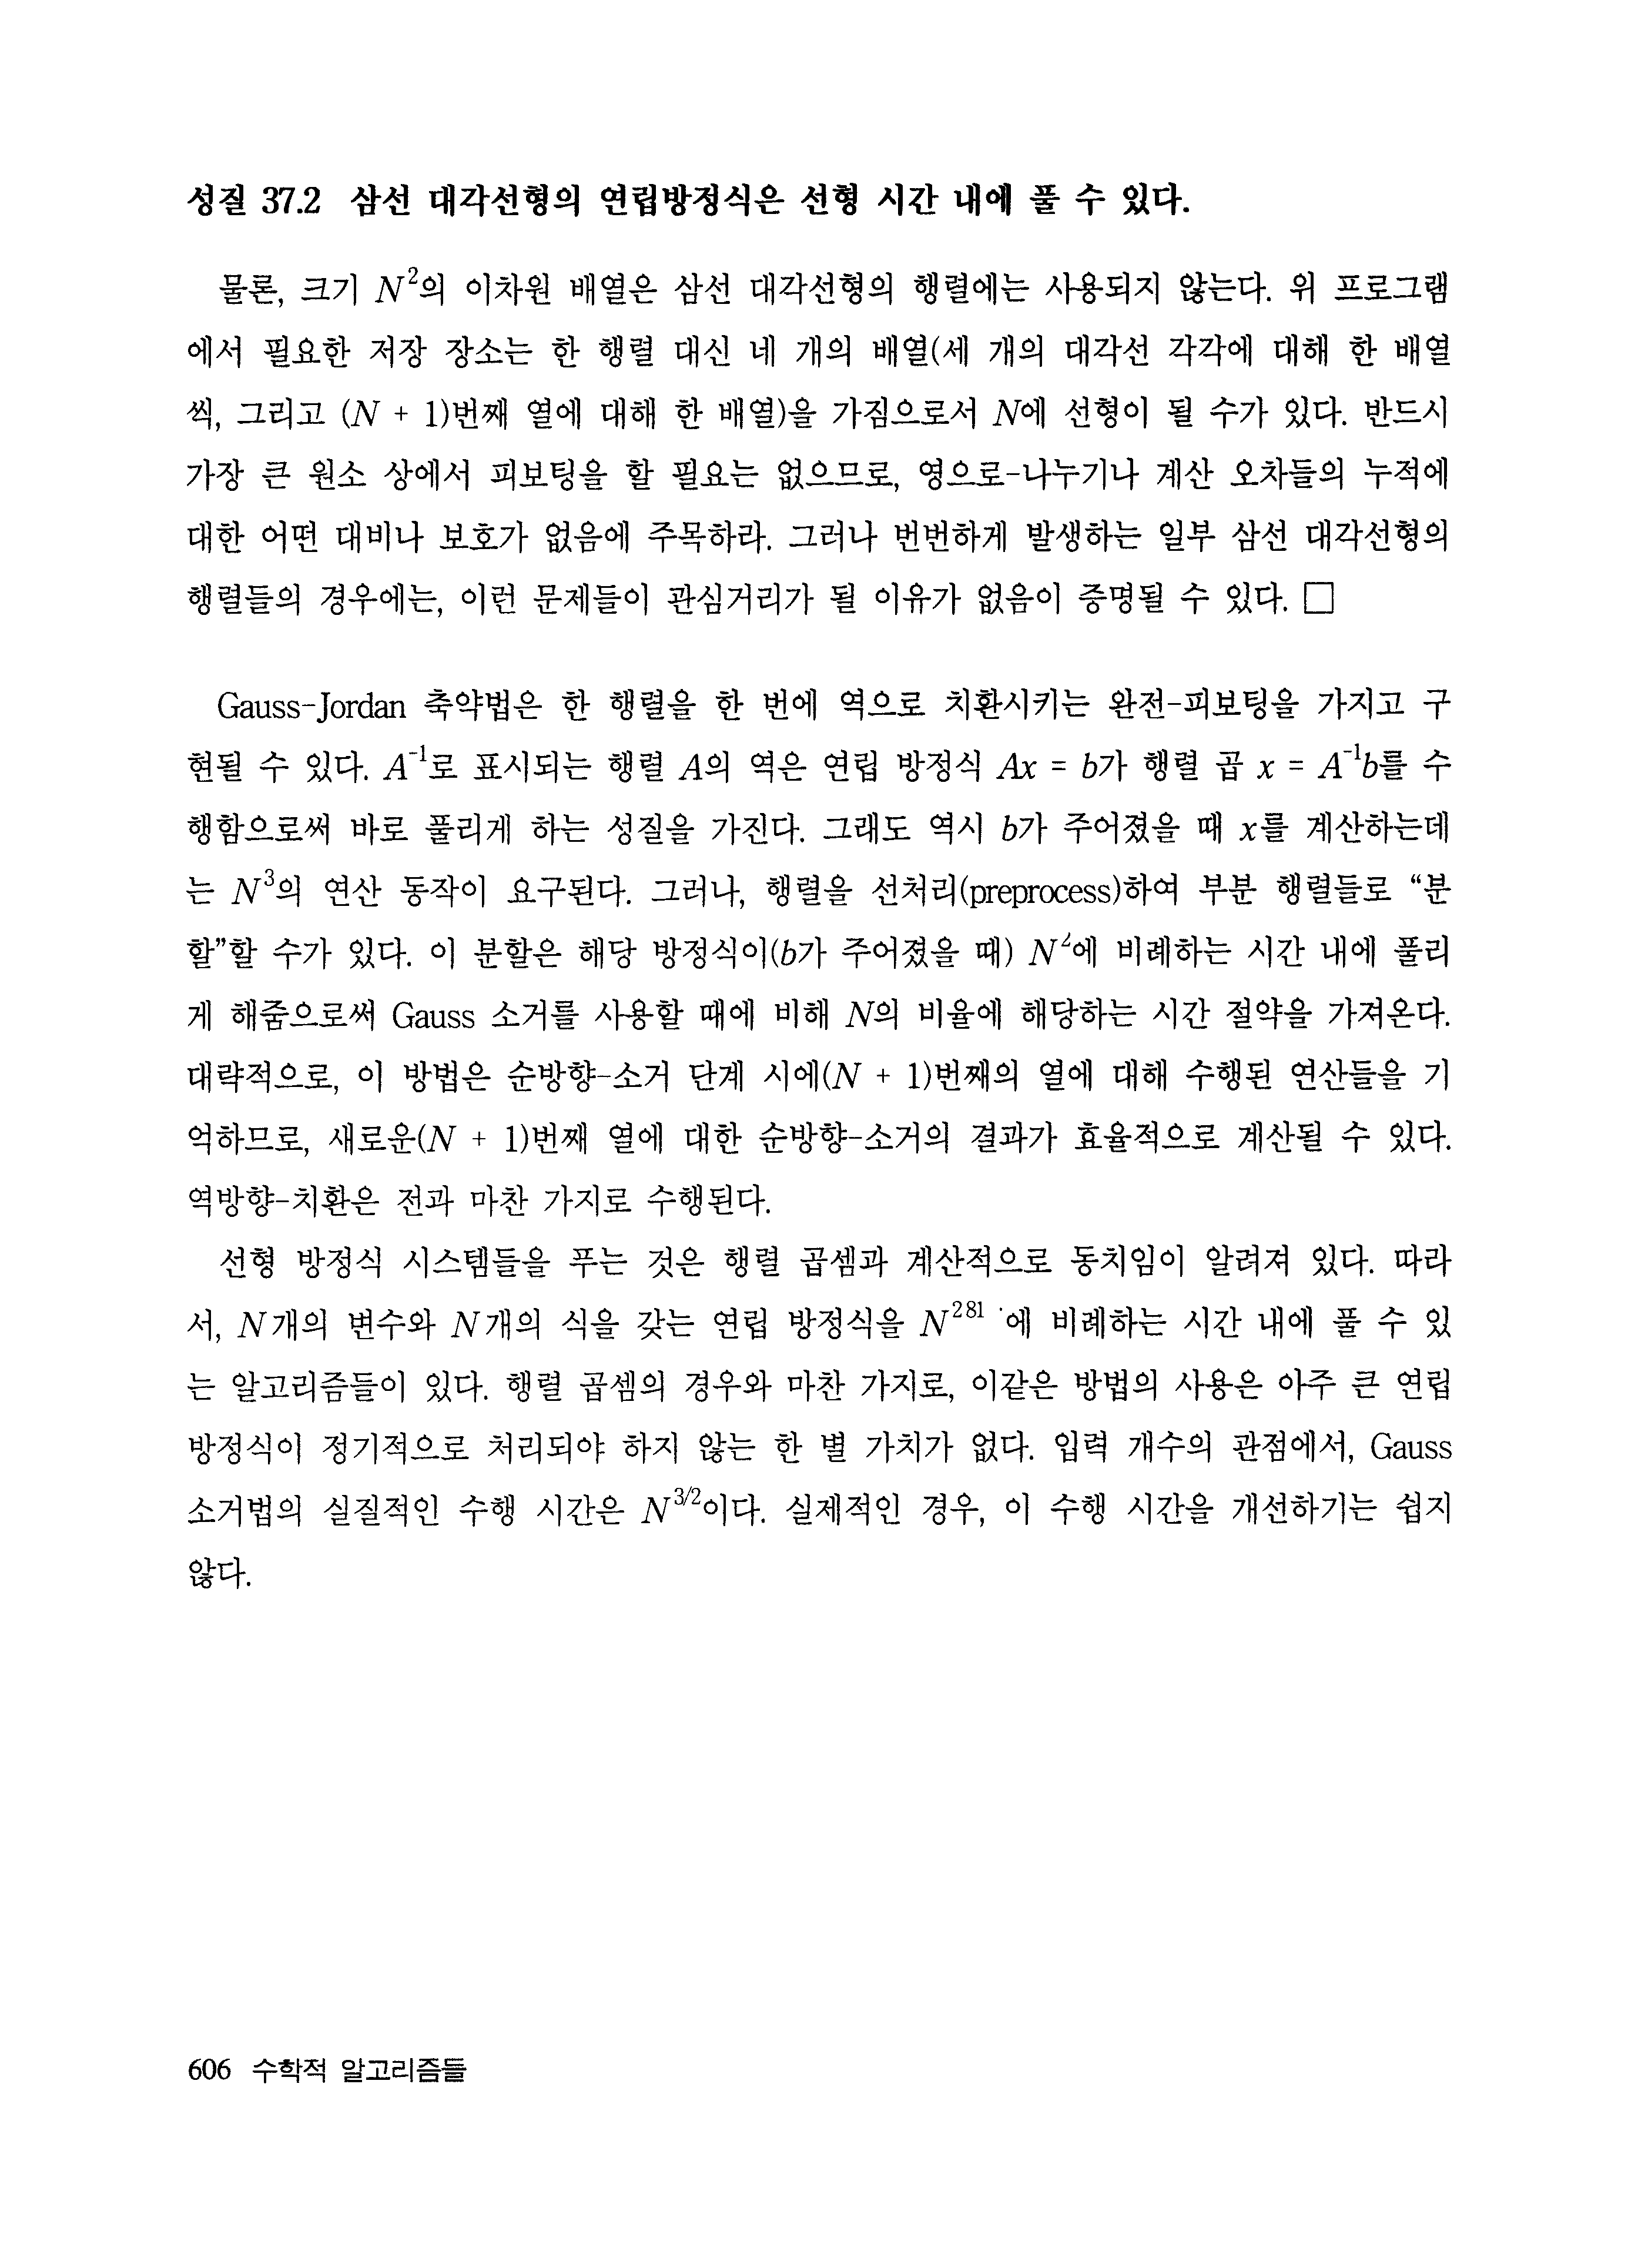 성질 37.2 삼선 대각선형의 연립방정식은 선형 시간 내에 풀 수 있다.
물론, 크기 N²의 이차원 배열은 삼선 대각선형의 행렬에는 사용되지 않는다. 위 프로그램
에서 필요한 저장 장소는 한 행렬 대신 네 개의 배열(세 개의 대각선 각각에 대해 한 배열
씩, 그리고 (N + 1)번째 열에 대해 한 배열)을 가짐으로서 N에 선형이 될 수가 있다. 반드시
가장 큰 원소 상에서 피보팅을 할 필요는 없으므로, 영으로-나누기나 계산 오차들의 누적에
대한 어떤 대비나 보호가 없음에 주목하라. 그러나 번번하게 발생하는 일부 삼선 대각선형의
행렬들의 경우에는, 이런 문제들이 관심거리가 될 이유가 없음이 증명될 수 있다. □
Gauss-Jordan 축약법은 한 행렬을 한 번에 역으로 치환시키는 완전-피보팅을 가지고 구
현될 수 있다. A⁻¹로 표시되는 행렬 A의 역은 연립 방정식 Ax = b가 행렬 곱 x = A⁻¹b를 수
행함으로써 바로 풀리게 하는 성질을 가진다. 그래도 역시 b가 주어졌을 때 x를 계산하는데
는 N³의 연산 동작이 요구된다. 그러나, 행렬을 선처리(preprocess)하여 부분 행렬들로 “분
할”할 수가 있다. 이 분할은 해당 방정식이(b가 주어졌을 때) N²에 비례하는 시간 내에 풀리
게 해줌으로써 Gauss 소거를 사용할 때에 비해 N의 비율에 해당하는 시간 절약을 가져온다.
대략적으로, 이 방법은 순방향-소거 단계 시에(N + 1)번째의 열에 대해 수행된 연산들을 기
억하므로, 새로운(N + 1)번째 열에 대한 순방향-소거의 결과가 효율적으로 계산될 수 있다.
역방향-치환은 전과 마찬 가지로 수행된다.
선형 방정식 시스템들을 푸는 것은 행렬 곱셈과 계산적으로 동치임이 알려져 있다. 따라
서, N개의 변수와 N개의 식을 갖는 연립 방정식을 N²⁸¹에 비례하는 시간 내에 풀 수 있
는 알고리즘들이 있다. 행렬 곱셈의 경우와 마찬 가지로, 이같은 방법의 사용은 아주 큰 연립
방정식이 정기적으로 처리되야 하지 않는 한 별 가치가 없다. 입력 개수의 관점에서, Gauss
소거법의 실질적인 수행 시간은 N³ᐟ²이다. 실제적인 경우, 이 수행 시간을 개선하기는 쉽지
않다.
606 수학적 알고리즘들